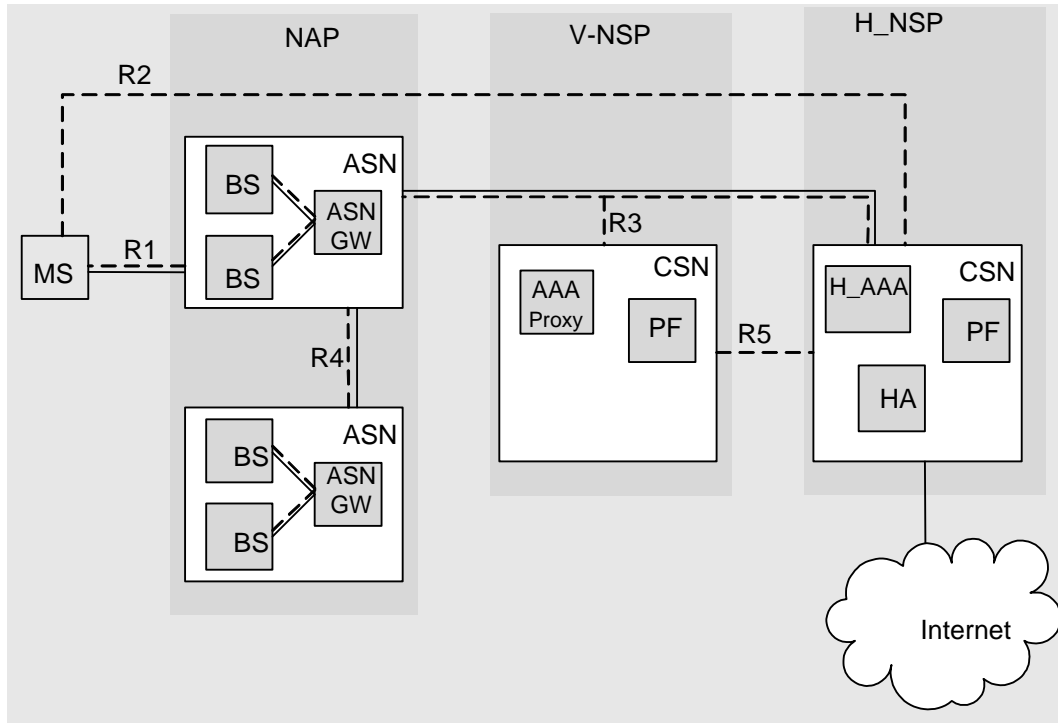 NAP
V-NSP
H_NSP
R2
ASN
BS
ASN
GW
BS
MS
R1
R3
CSN
AAA
Proxy
PF
R5
CSN
H_AAA
PF
HA
R4
ASN
BS
ASN
GW
BS
Internet